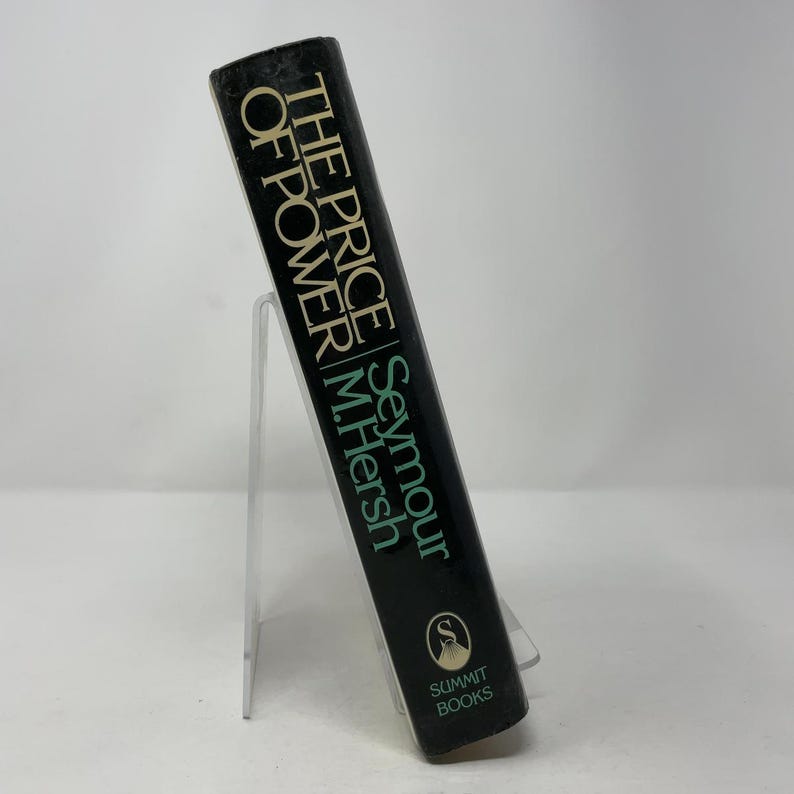 THE PRICE
OF POWER
Seymour
M. Hersh
S
SUMMIT
BOOKS